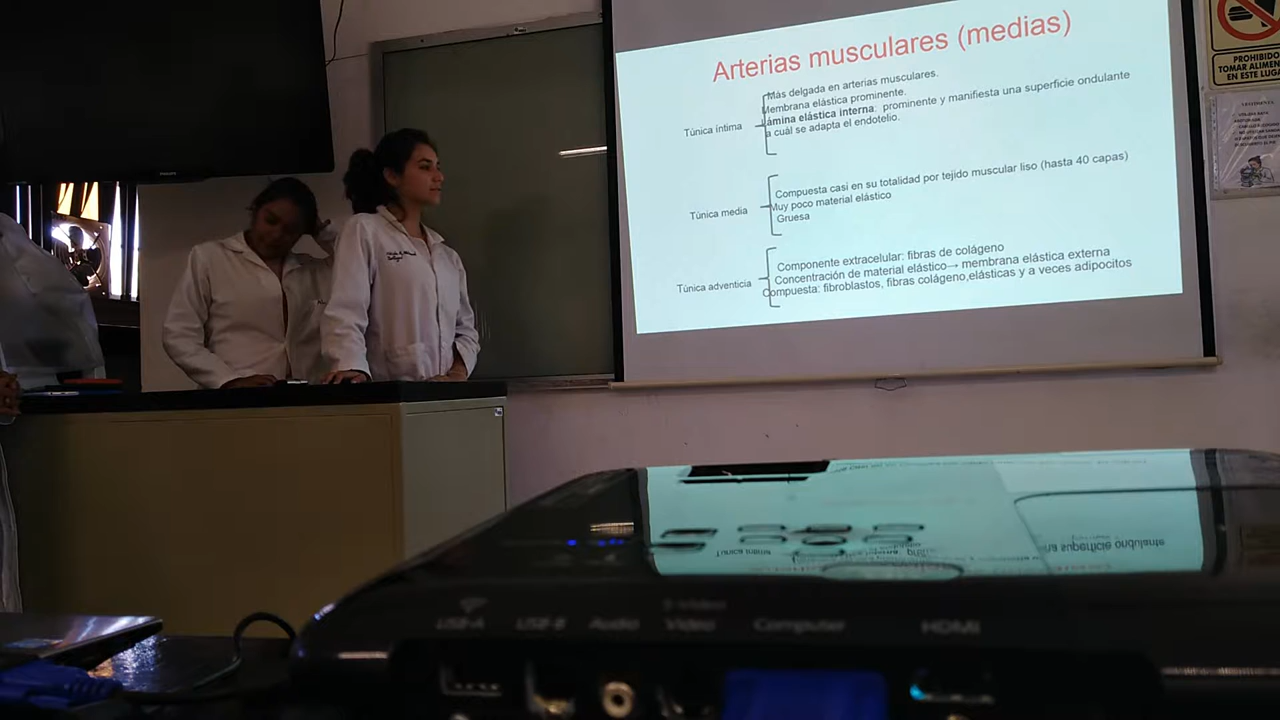 Arterias musculares (medias)
Túnica íntima
Más delgada en arterias musculares.
Membrana elástica prominente.
Lámina elástica interna: prominente y manifiesta una superficie ondulante
a cuál se adapta el endotelio.
Túnica media
Compuesta casi en su totalidad por tejido muscular liso (hasta 40 capas)
Muy poco material elástico
Gruesa
Túnica adventicia
Componente extracelular: fibras de colágeno
Concentración de material elástico→ membrana elástica externa
Compuesta: fibroblastos, fibras colágeno,elásticas y a veces adipocitos
PROHIBIDO
TOMAR ALIMEN
EN ESTE LUGA
PHILIPS
USB-A USB-B Audio Video Computer HDMI
S-Video